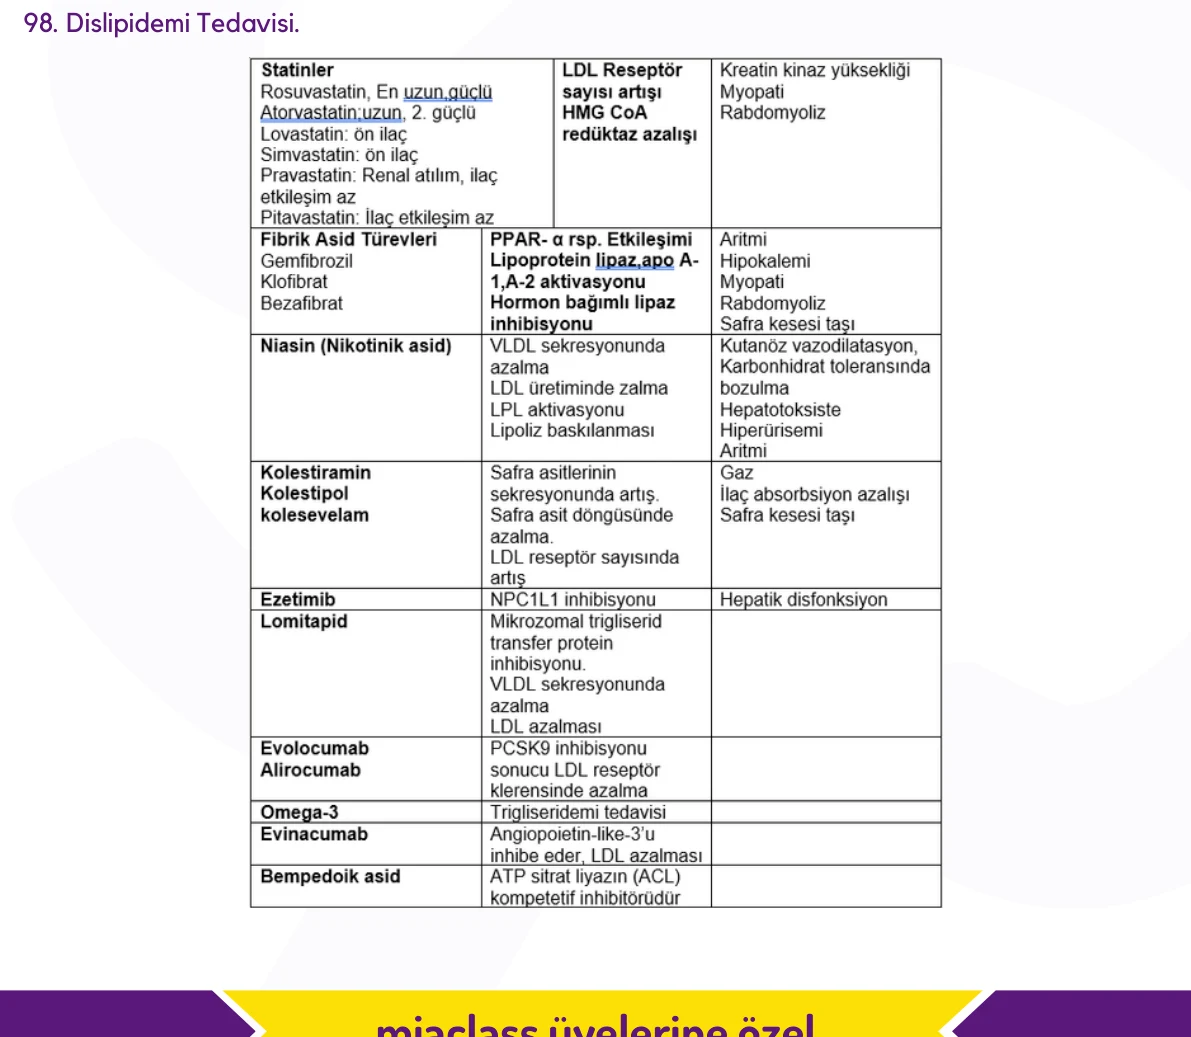 98. Dislipidemi Tedavisi.
Statinler
Rosuvastatin, En uzun,güçlü
Atorvastatin;uzun, 2. güçlü
Lovastatin: ön ilaç
Simvastatin: ön ilaç
Pravastatin: Renal atılım, ilaç
etkileşim az
Pitavastatin: İlaç etkileşim az
LDL Reseptör
sayısı artışı
HMG CoA
redüktaz azalışı
Kreatin kinaz yüksekliği
Myopati
Rabdomyoliz
Fibrik Asid Türevleri
Gemfibrozil
Klofibrat
Bezafibrat
PPAR- α rsp. Etkileşimi
Lipoprotein lipaz,apo A-
1,A-2 aktivasyonu
Hormon bağımlı lipaz
inhibisyonu
Aritmi
Hipokalemi
Myopati
Rabdomyoliz
Safra kesesi taşı
Niasin (Nikotinik asid)
VLDL sekresyonunda
azalma
LDL üretiminde zalma
LPL aktivasyonu
Lipoliz baskılanması
Kutanöz vazodilatasyon,
Karbonhidrat toleransında
bozulma
Hepatotoksiste
Hiperürisemi
Aritmi
Kolestiramin
Kolestipol
kolesevelam
Safra asitlerinin
sekresyonunda artış.
Safra asit döngüsünde
azalma.
LDL reseptör sayısında
artış
Gaz
İlaç absorbsiyon azalışı
Safra kesesi taşı
Ezetimib
NPC1L1 inhibisyonu
Hepatik disfonksiyon
Lomitapid
Mikrozomal trigliserid
transfer protein
inhibisyonu.
VLDL sekresyonunda
azalma
LDL azalması
Evolocumab
Alirocumab
PCSK9 inhibisyonu
sonucu LDL reseptör
klerensinde azalma
Omega-3
Trigliseridemi tedavisi
Evinacumab
Angiopoietin-like-3'u
inhibe eder, LDL azalması
Bempedoik asid
ATP sitrat liyazın (ACL)
kompetetif inhibitörüdür
miaclass üyelerine özel